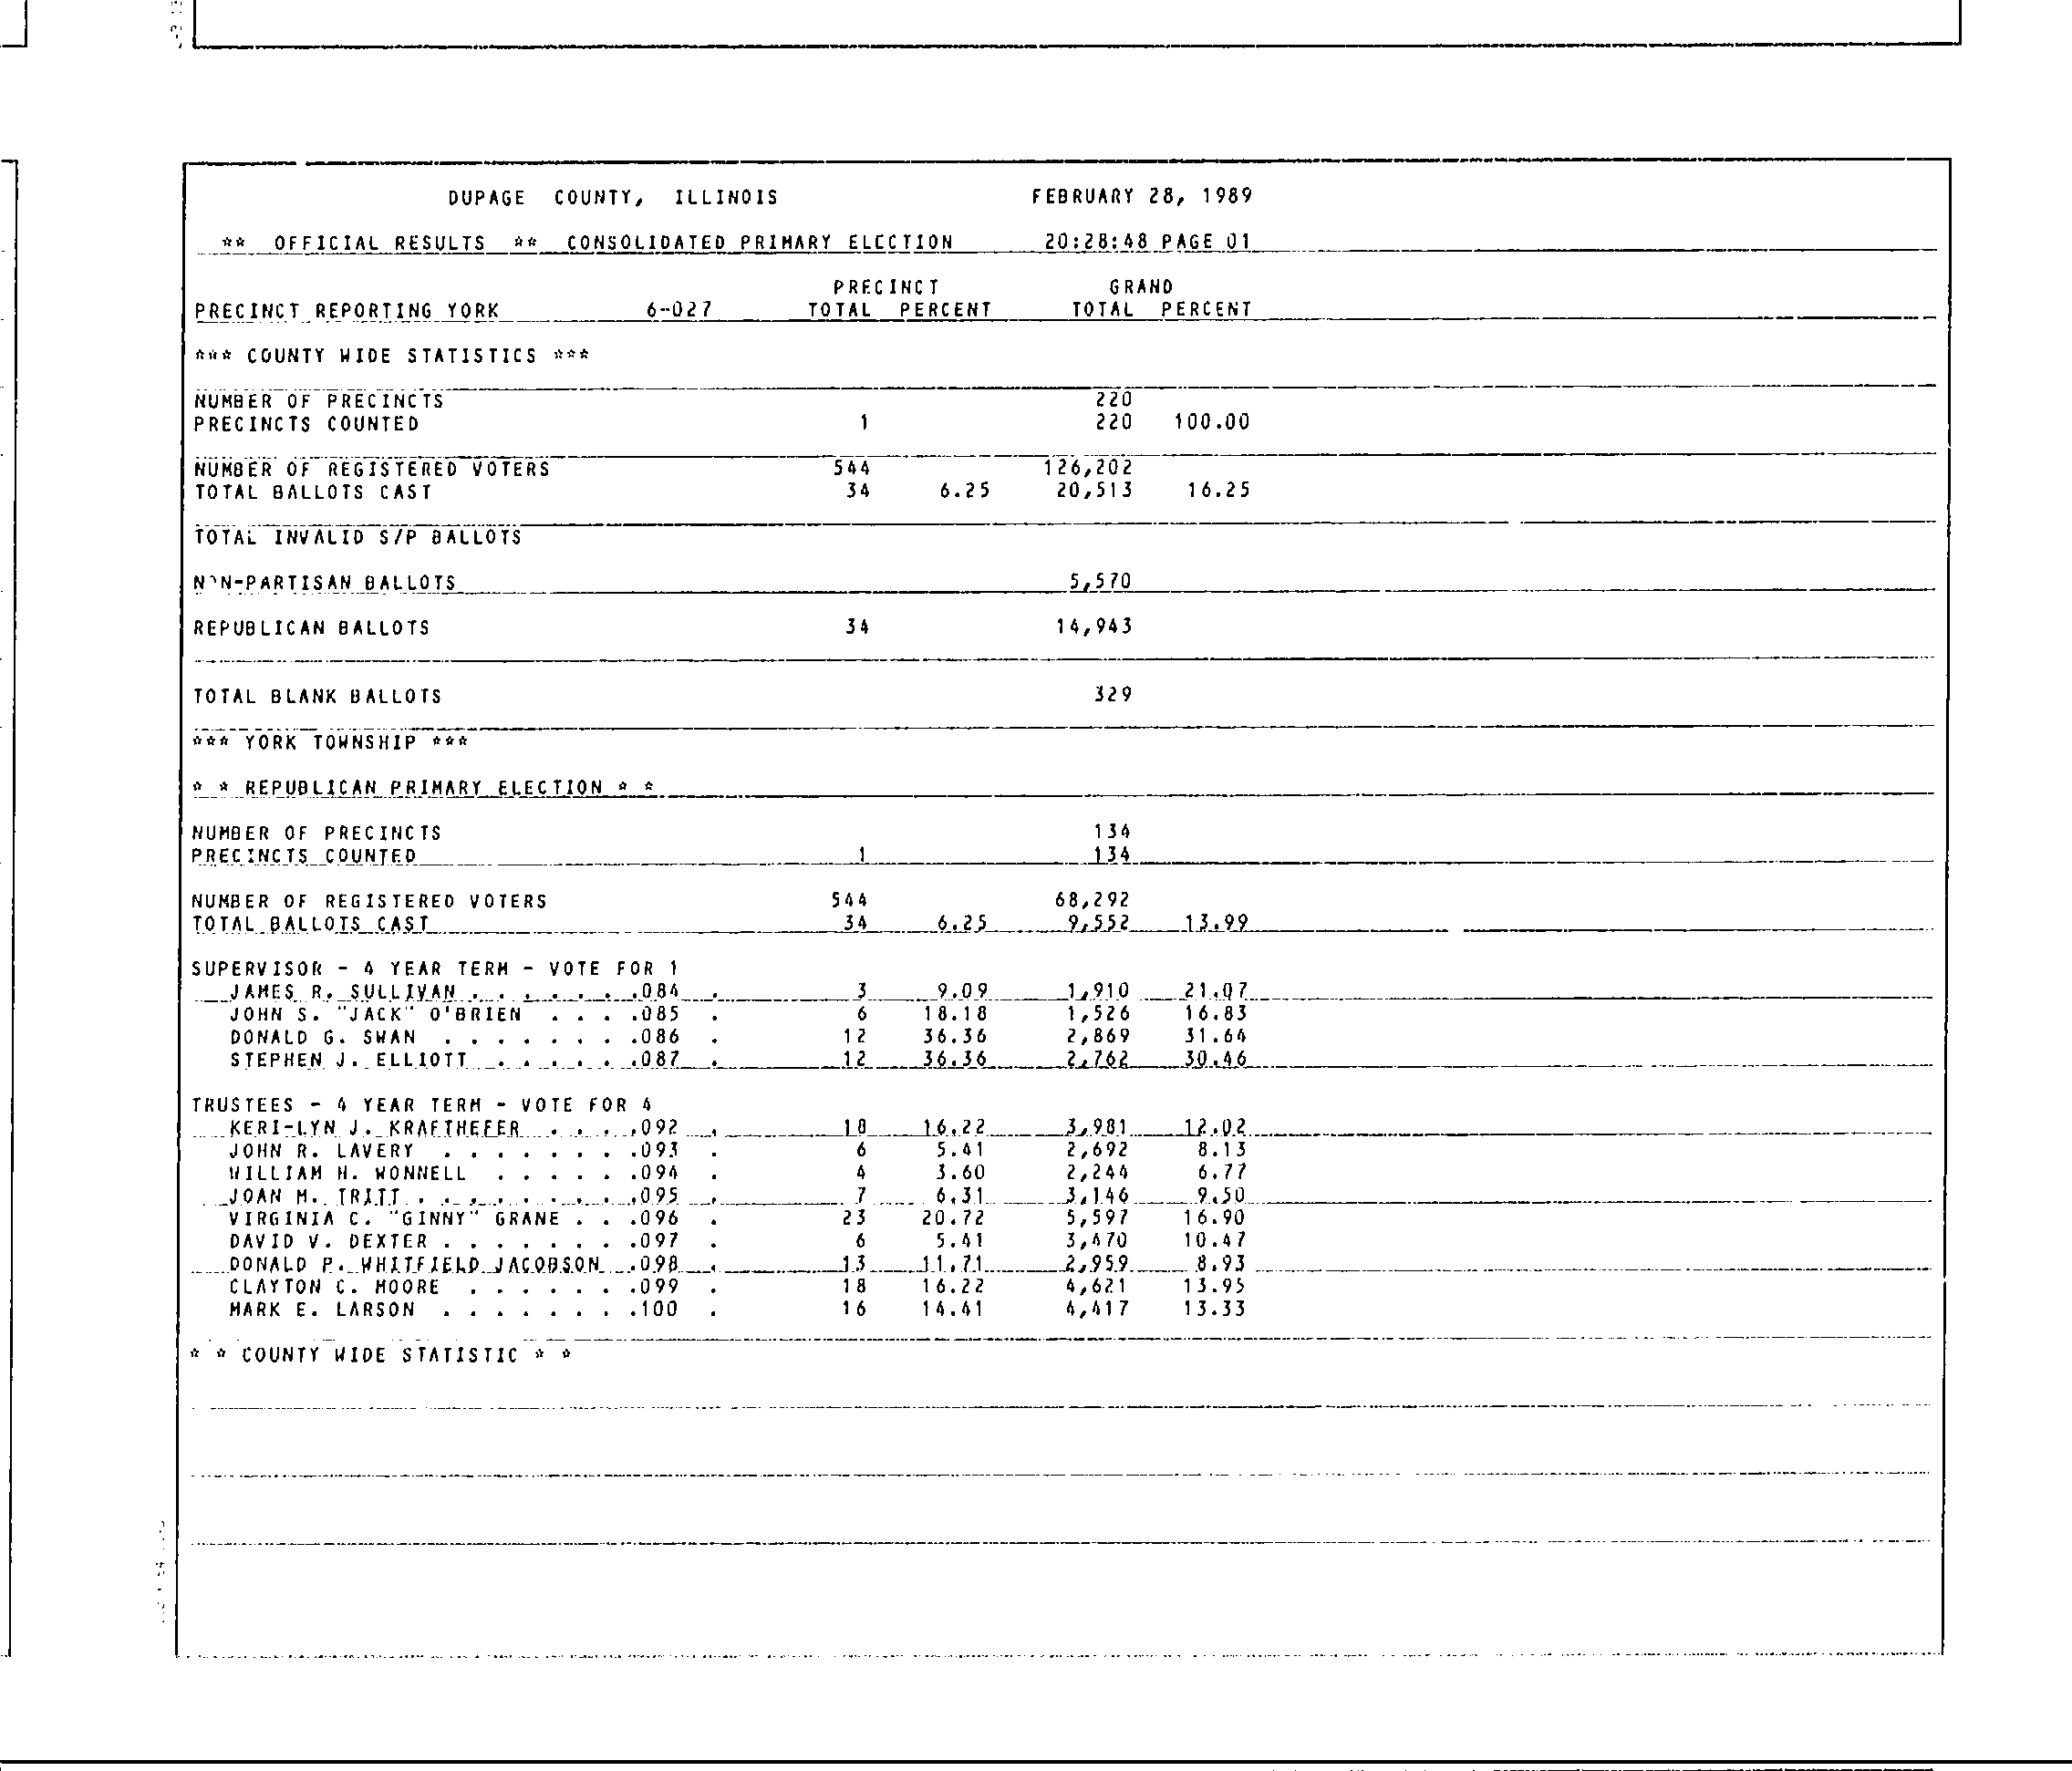 DUPAGE COUNTY, ILLINOIS FEBRUARY 28, 1989
** OFFICIAL RESULTS ** CONSOLIDATED PRIMARY ELECTION 20:28:48 PAGE 01
PRECINCT GRAND
PRECINCT REPORTING YORK 6-027 TOTAL PERCENT TOTAL PERCENT
*** COUNTY WIDE STATISTICS ***
NUMBER OF PRECINCTS 220
PRECINCTS COUNTED 1 220 100.00
NUMBER OF REGISTERED VOTERS 544 126,202
TOTAL BALLOTS CAST 34 6.25 20,513 16.25
TOTAL INVALID S/P BALLOTS
NON-PARTISAN BALLOTS 5,570
REPUBLICAN BALLOTS 34 14,943
TOTAL BLANK BALLOTS 329
*** YORK TOWNSHIP ***
* * REPUBLICAN PRIMARY ELECTION * *
NUMBER OF PRECINCTS 134
PRECINCTS COUNTED 1 134
NUMBER OF REGISTERED VOTERS 544 68,292
TOTAL BALLOTS CAST 34 6.25 9,552 13.99
SUPERVISOR - 4 YEAR TERM - VOTE FOR 1
JAMES R. SULLIVAN . . . . . . .084 . 3 9.09 1,910 21.07
JOHN S. "JACK" O'BRIEN . . . .085 . 6 18.18 1,526 16.83
DONALD G. SWAN . . . . . . . .086 . 12 36.36 2,869 31.64
STEPHEN J. ELLIOTT . . . . . .087 . 12 36.36 2,762 30.46
TRUSTEES - 4 YEAR TERM - VOTE FOR 4
KERI-LYN J. KRAFTHEFER . . . .092 . 18 16.22 3,981 12.02
JOHN R. LAVERY . . . . . . . .093 . 6 5.41 2,692 8.13
WILLIAM H. WONNELL . . . . . .094 . 4 3.60 2,244 6.77
JOAN M. TRITT . . . . . . . . .095 . 7 6.31 3,146 9.50
VIRGINIA C. "GINNY" GRANE . . .096 . 23 20.72 5,597 16.90
DAVID V. DEXTER . . . . . . . .097 . 6 5.41 3,470 10.47
DONALD P. WHITFIELD JACOBSON .098 . 13 11.71 2,959 8.93
CLAYTON C. MOORE . . . . . . .099 . 18 16.22 4,621 13.95
MARK E. LARSON . . . . . . . .100 . 16 14.41 4,417 13.33
* * COUNTY WIDE STATISTIC * *